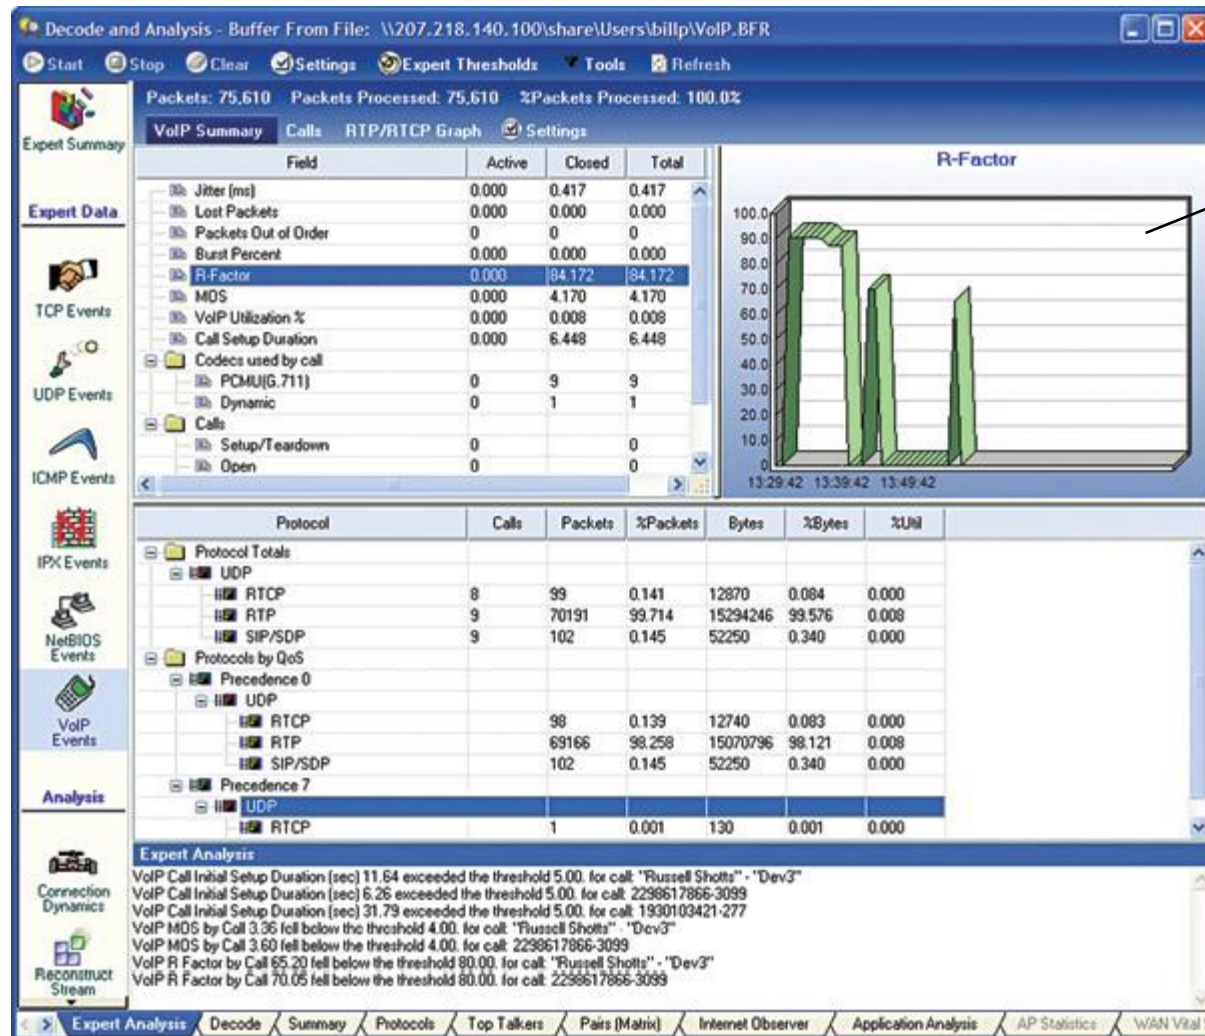 Decode and Analysis - Buffer From File: \\207.218.140.100\share\Users\billp\VoIP.BFR
Start Stop Clear Settings Expert Thresholds Tools Refresh
Expert Summary
Expert Data
TCP Events
UDP Events
ICMP Events
IPX Events
NetBIOS Events
VoIP Events
Analysis
Connection Dynamics
Reconstruct Stream
Packets: 75,610 Packets Processed: 75,610 %Packets Processed: 100.0%
VoIP Summary Calls RTP/RTCP Graph Settings
Field Active Closed Total
Jitter (ms) 0.000 0.417 0.417
Lost Packets 0.000 0.000 0.000
Packets Out of Order 0 0 0
Burst Percent 0.000 0.000 0.000
R-Factor 0.000 84.172 84.172
MOS 0.000 4.170 4.170
VoIP Utilization % 0.000 0.008 0.008
Call Setup Duration 0.000 6.448 6.448
Codecs used by call
PCMU(G.711) 0 9 9
Dynamic 0 1 1
Calls
Setup/Teardown 0 0
Open 0 0
R-Factor
100.0
90.0
80.0
70.0
60.0
50.0
40.0
30.0
20.0
10.0
0
13:29:42 13:39:42 13:49:42
Protocol Calls Packets %Packets Bytes %Bytes %Util
Protocol Totals
UDP
RTCP 8 99 0.141 12870 0.084 0.000
RTP 9 70191 99.714 15294246 99.576 0.008
SIP/SDP 9 102 0.145 52250 0.340 0.000
Protocols by QoS
Precedence 0
UDP
RTCP 98 0.139 12740 0.083 0.000
RTP 69166 98.258 15070796 98.121 0.008
SIP/SDP 102 0.145 52250 0.340 0.000
Precedence 7
UDP
RTCP 1 0.001 130 0.001 0.000
Expert Analysis
VoIP Call Initial Setup Duration (sec) 11.64 exceeded the threshold 5.00. for call: "Russell Shotts" - "Dev3"
VoIP Call Initial Setup Duration (sec) 6.26 exceeded the threshold 5.00. for call: 2298617866-3099
VoIP Call Initial Setup Duration (sec) 31.79 exceeded the threshold 5.00. for call: 1930103421-277
VoIP MOS by Call 3.36 fell below the threshold 4.00. for call: "Russell Shotts" - "Dev3"
VoIP MOS by Call 3.60 fell below the threshold 4.00. for call: 2298617866-3099
VoIP R Factor by Call 65.20 fell below the threshold 80.00. for call: "Russell Shotts" - "Dev3"
VoIP R Factor by Call 70.05 fell below the threshold 80.00. for call: 2298617866-3099
Expert Analysis Decode Summary Protocols Top Talkers Pairs (Matrix) Internet Observer Application Analysis AP Statistics WAN Vital